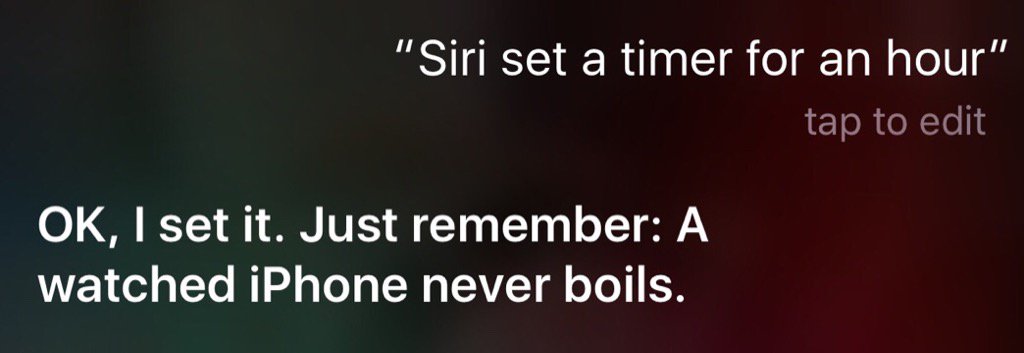 “Siri set a timer for an hour”
tap to edit
OK, I set it. Just remember: A
watched iPhone never boils.